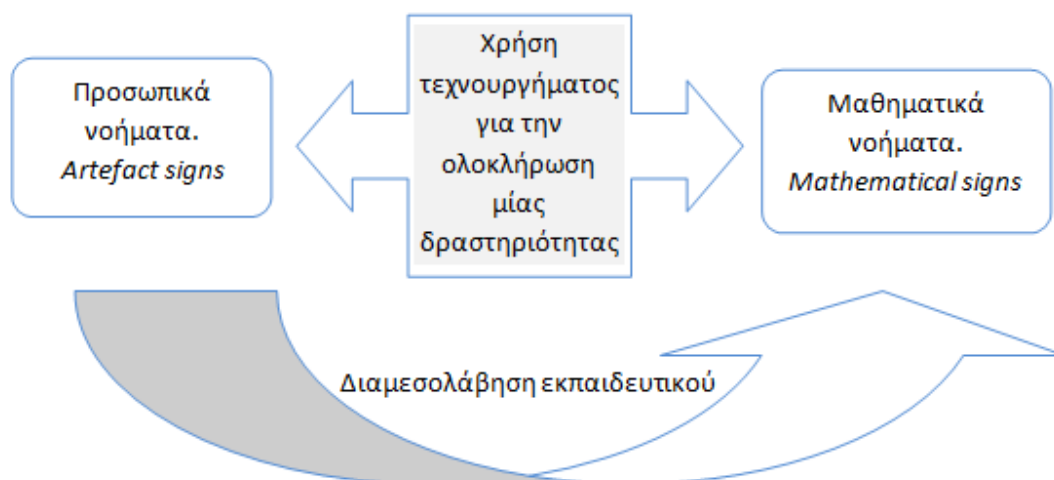 Προσωπικά
νοήματα.
Artefact signs
Χρήση
τεχνουργήματος
για την
ολοκλήρωση
μίας
δραστηριότητας
Μαθηματικά
νοήματα.
Mathematical signs
Διαμεσολάβηση εκπαιδευτικού